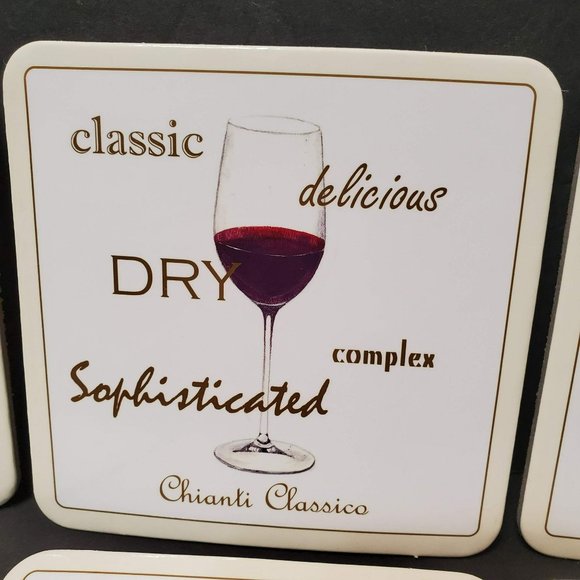 classic
delicious
DRY
complex
Sophisticated
Chianti Classico